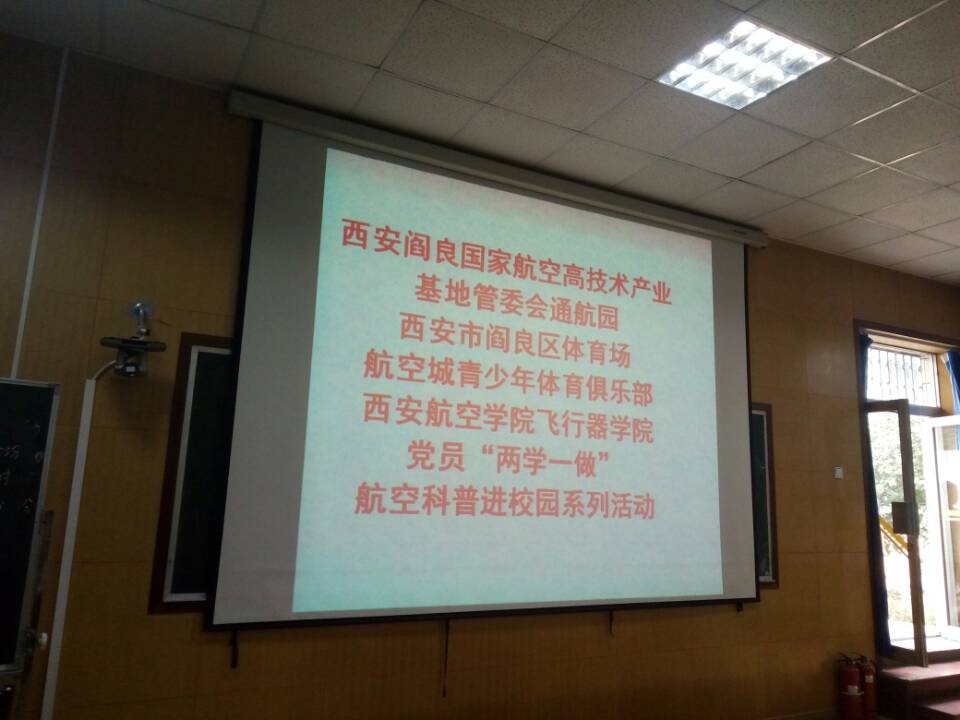 西安阎良国家航空高技术产业
基地管委会通航园
西安市阎良区体育场
航空城青少年体育俱乐部
西安航空学院飞行器学院
党员“两学一做”
航空科普进校园系列活动